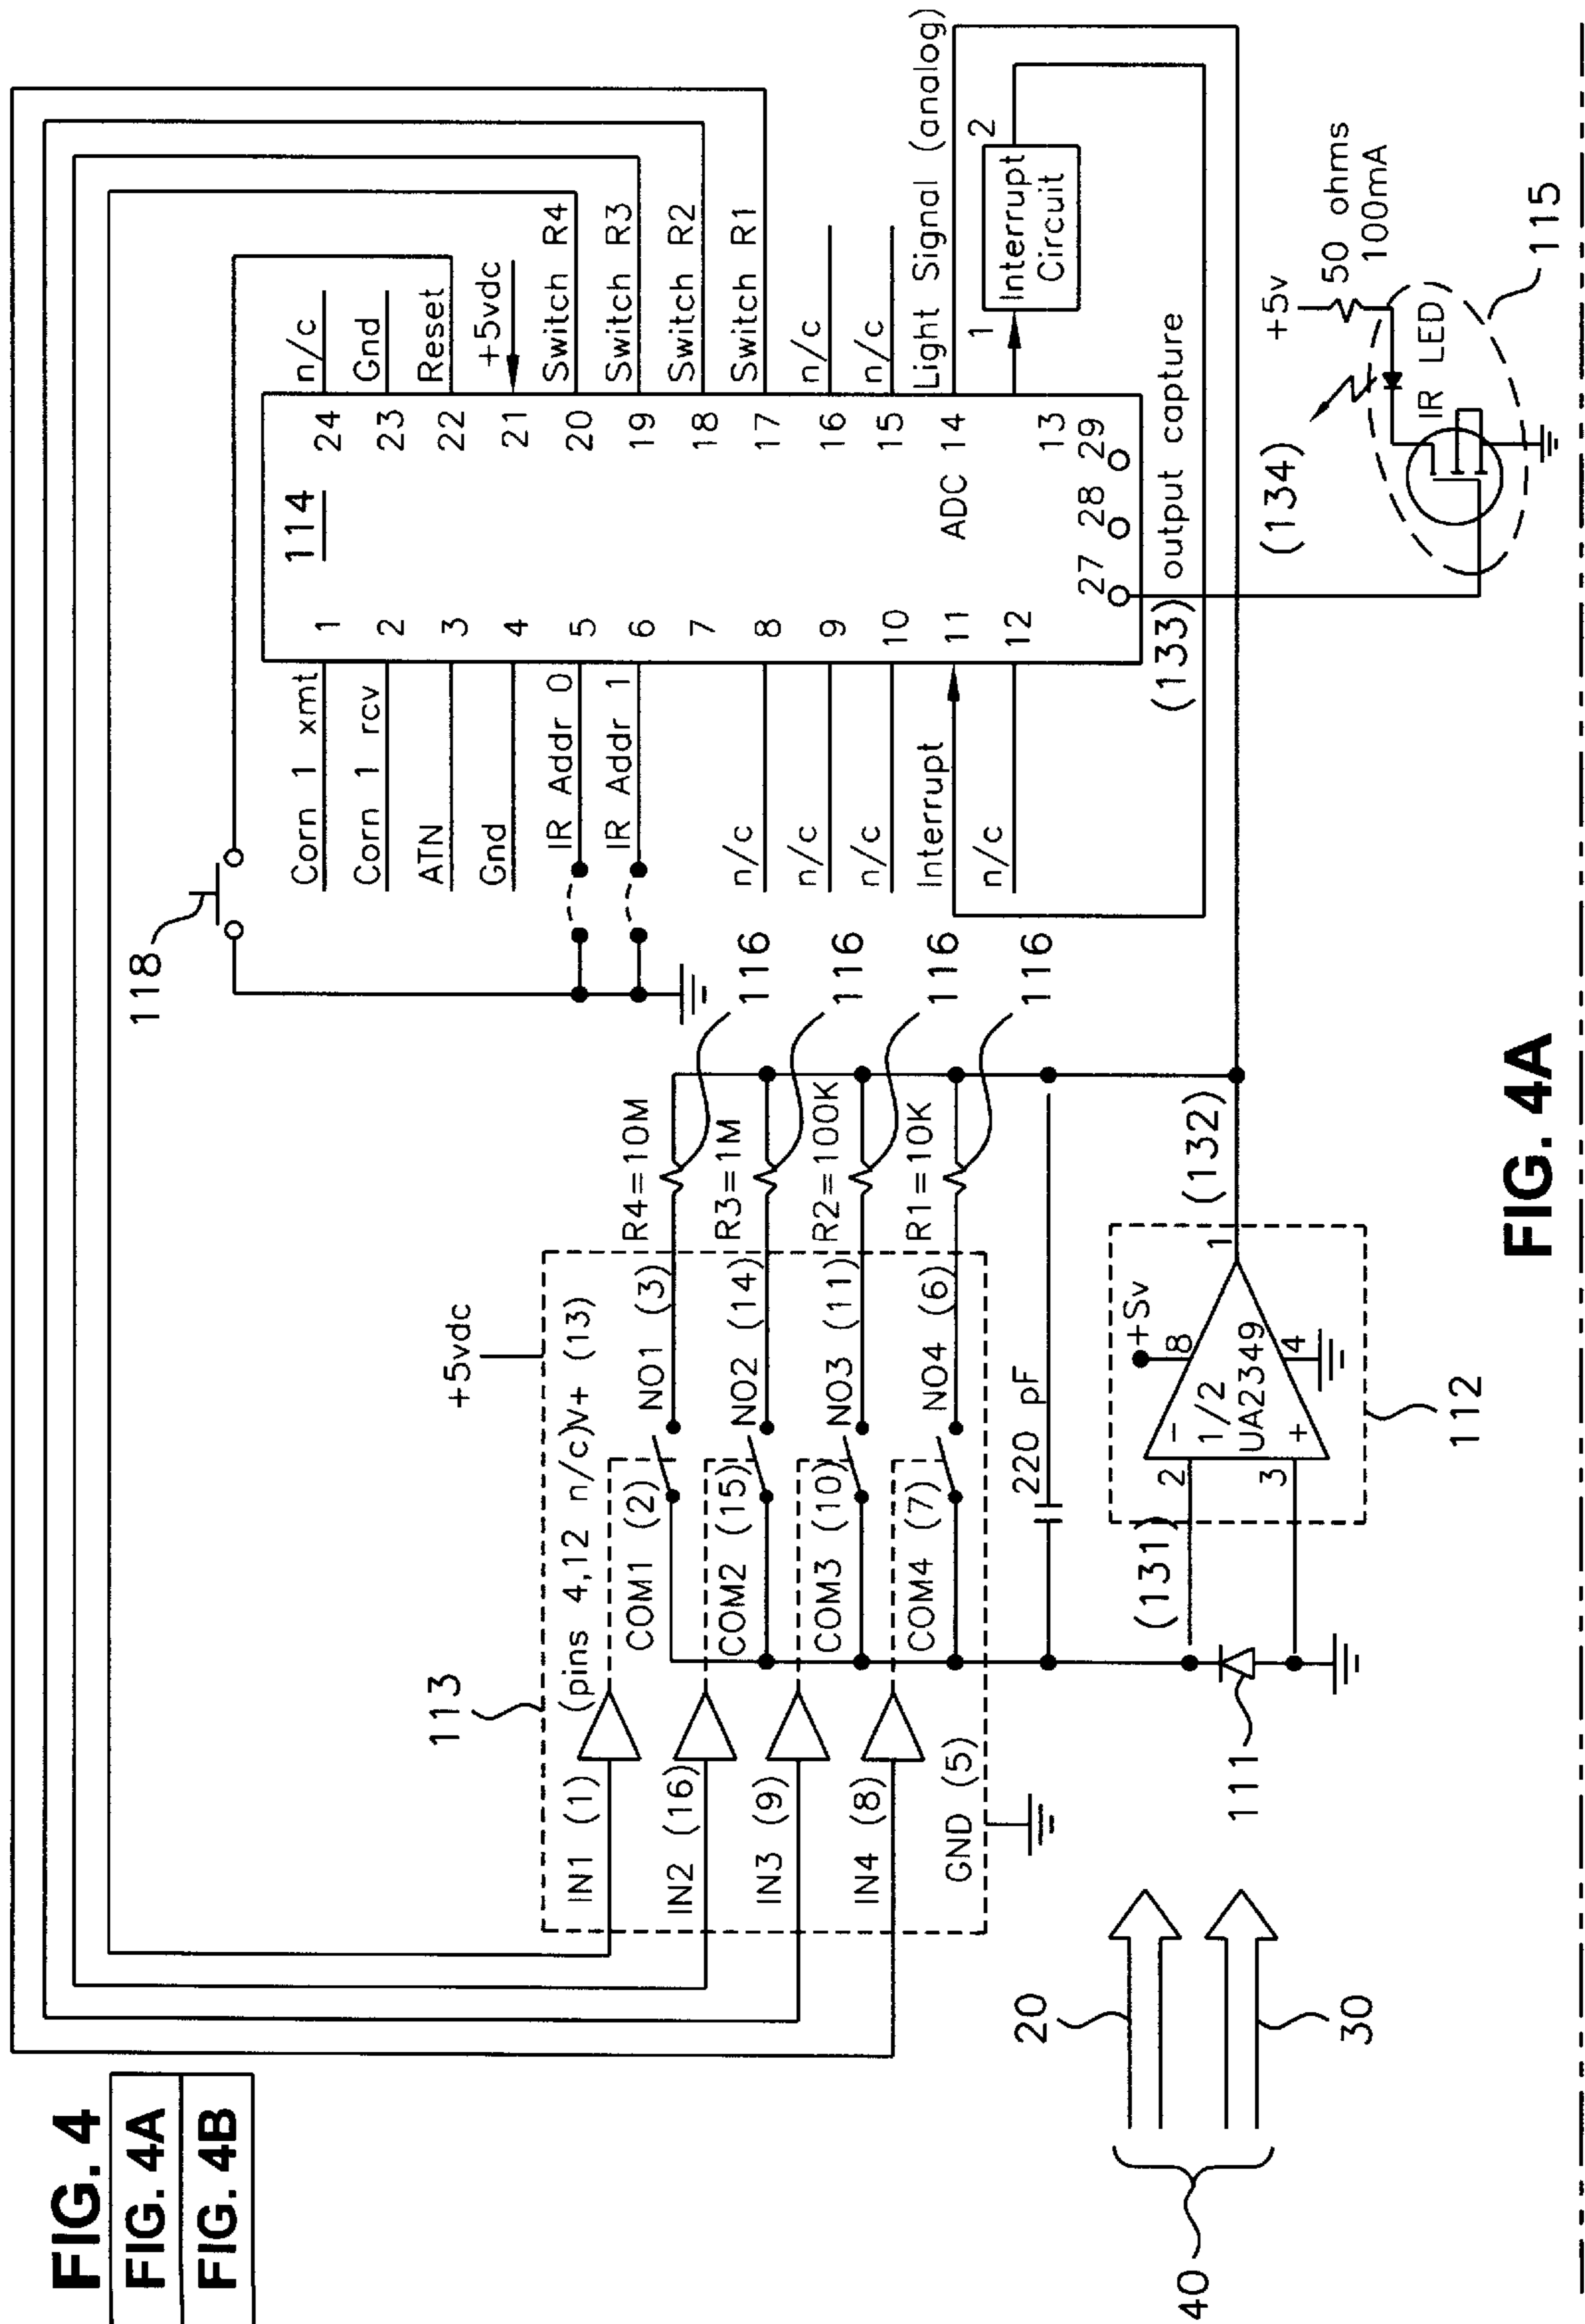 FIG. 4
FIG. 4A
FIG. 4B
118
114
Corn 1 xmt
Corn 1 rcv
ATN
Gnd
IR Addr 0
IR Addr 1
n/c
n/c
n/c
Interrupt
n/c
1
2
3
4
5
6
7
8
9
10
11
12
24
23
22
21
20
19
18
17
16
15
ADC 14
13
27 28 29
n/c
Gnd
Reset
+5vdc
Switch R4
Switch R3
Switch R2
Switch R1
n/c
n/c
Light Signal (analog)
1
Interrupt
Circuit
2
(133) output capture
(134)
+5v
50 ohms
100mA
IR LED
115
113
+5vdc
(pins 4,12 n/c)V+ (13)
IN1 (1)
COM1 (2)
NO1 (3)
R4=10M
116
IN2 (16)
COM2 (15)
NO2 (14)
R3=1M
116
IN3 (9)
COM3 (10)
NO3 (11)
R2=100K
116
IN4 (8)
COM4 (7)
NO4 (6)
R1=10K
116
GND (5)
220 pF
(131)
2
3
-
+
1/2
UA2349
8
+Sv
4
1
(132)
112
111
20
30
40
FIG. 4A